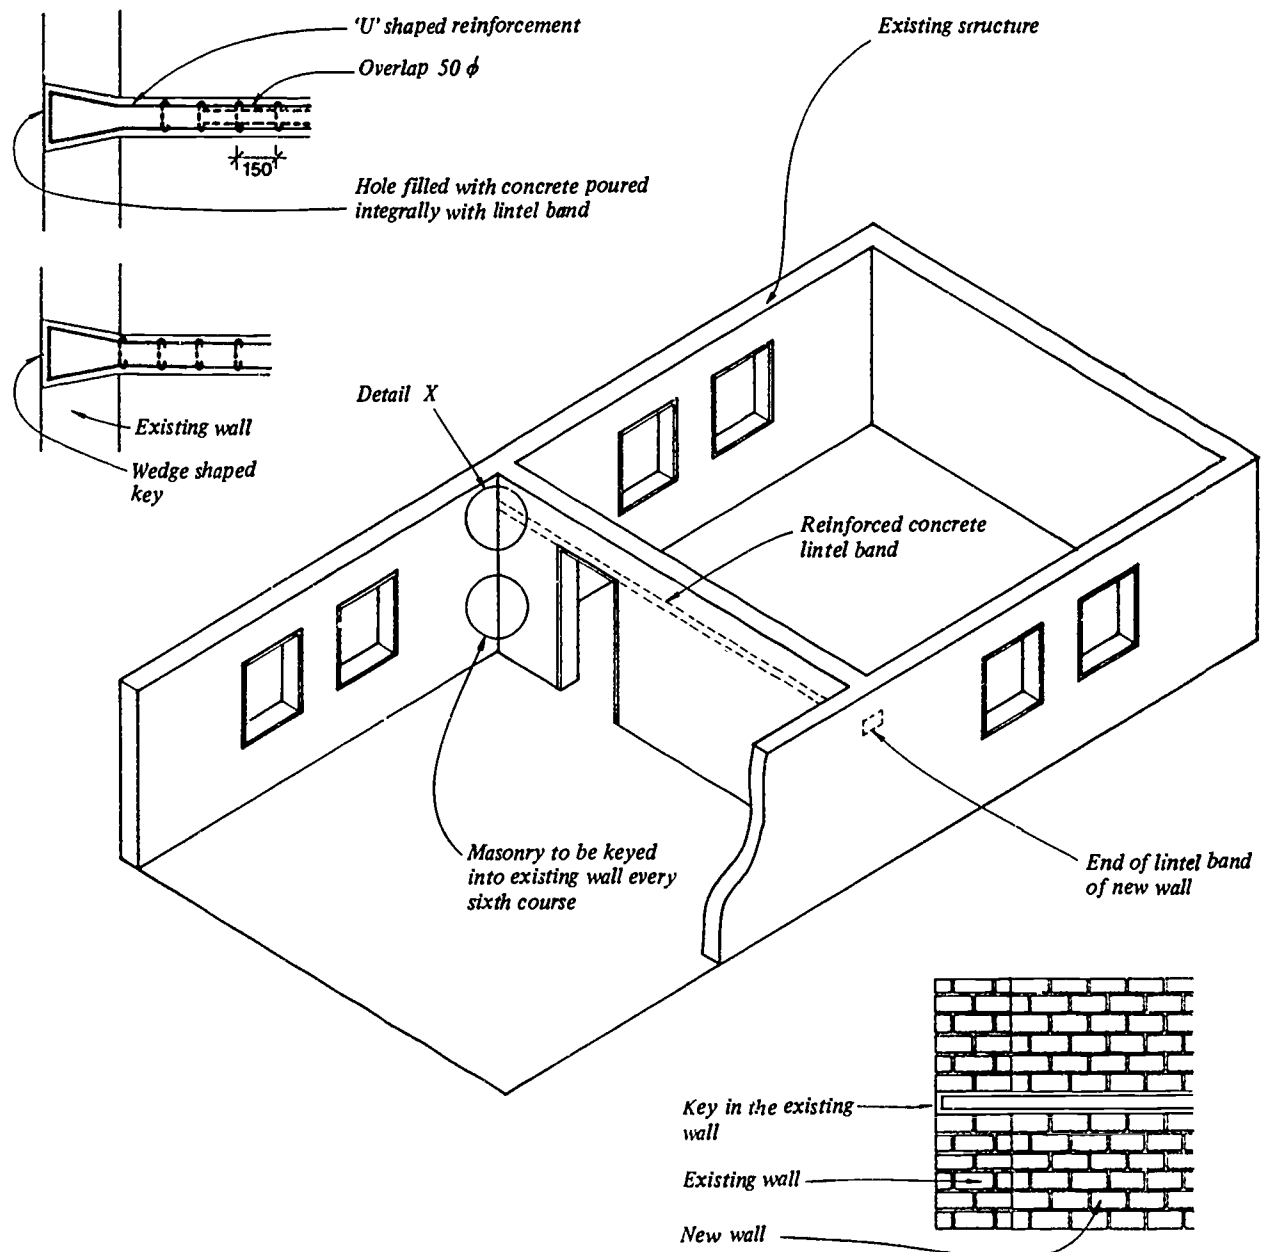 'U' shaped reinforcement
Overlap 50 ϕ
150
Hole filled with concrete poured
integrally with lintel band
Existing wall
Wedge shaped
key
Existing structure
Detail X
Reinforced concrete
lintel band
Masonry to be keyed
into existing wall every
sixth course
End of lintel band
of new wall
Key in the existing
wall
Existing wall
New wall